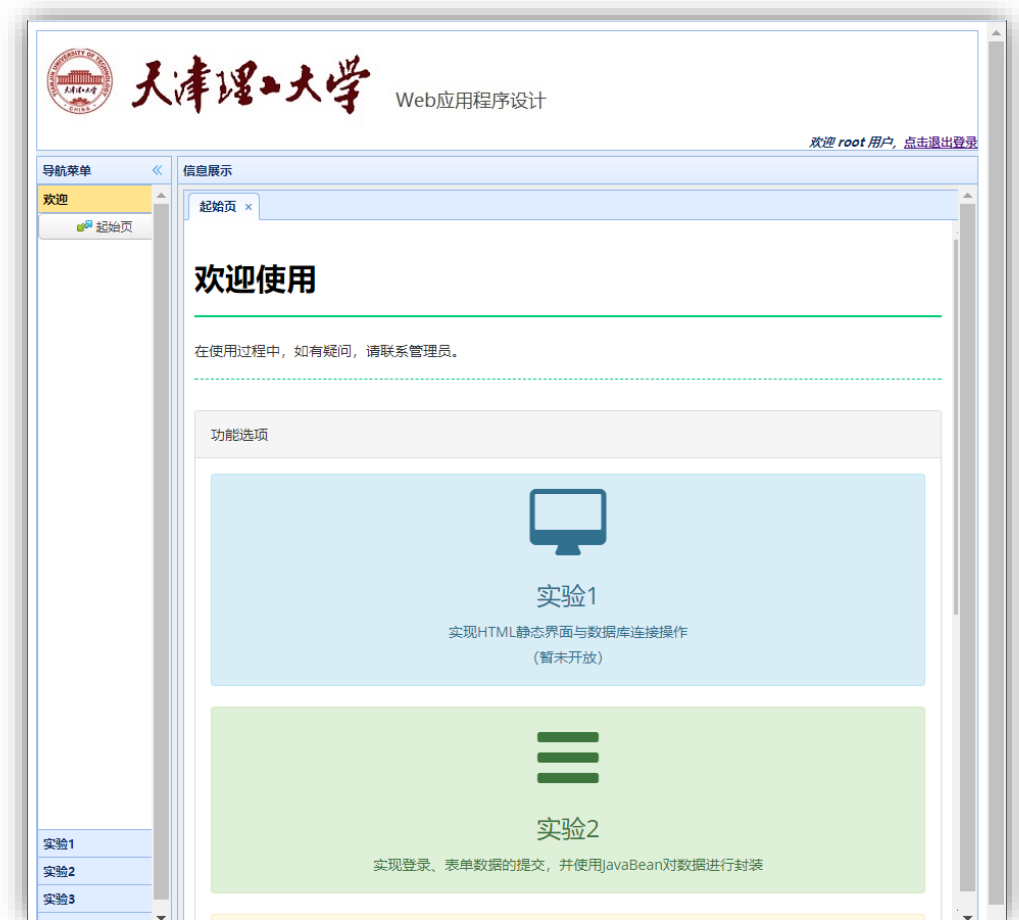 天津理工大学
Web应用程序设计
欢迎 root 用户，点击退出登录
导航菜单
信息展示
欢迎
起始页
起始页 ×
欢迎使用
在使用过程中，如有疑问，请联系管理员。
功能选项
实验1
实现HTML静态界面与数据库连接操作
（暂未开放）
实验2
实现登录、表单数据的提交，并使用JavaBean对数据进行封装
实验1
实验2
实验3